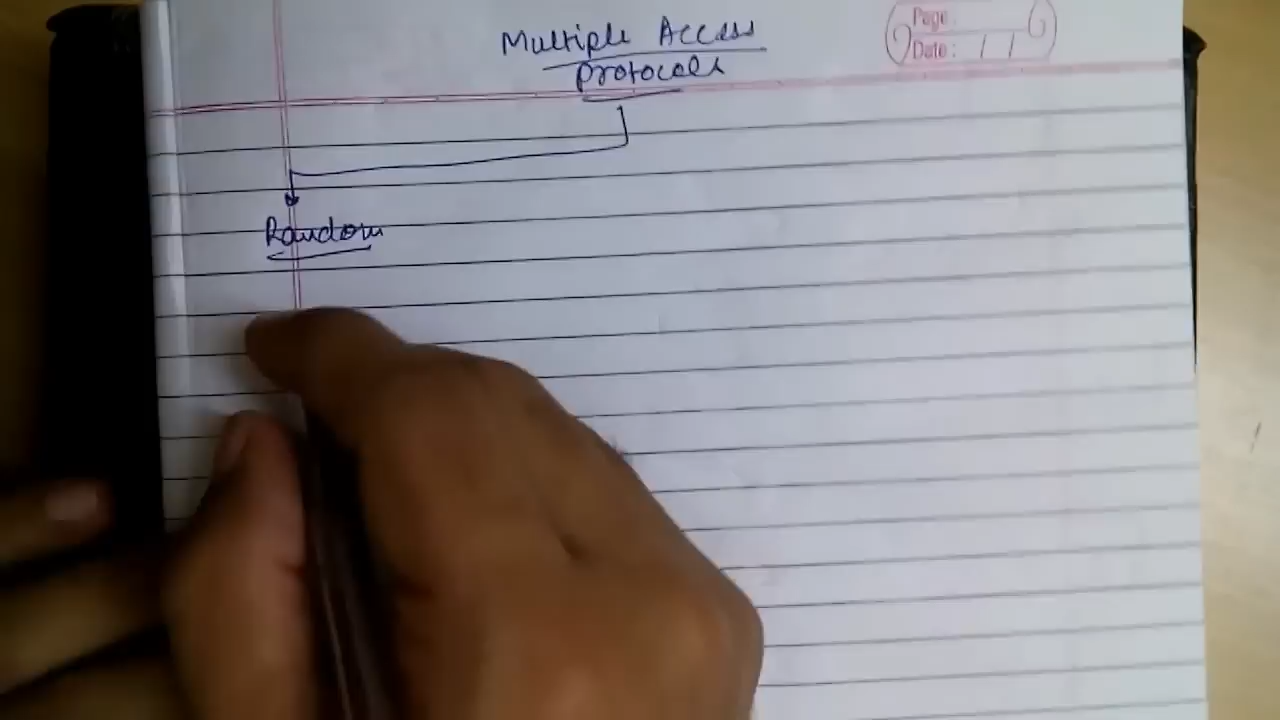 Multiple Access
Protocols
Page:
Date: / /
Random